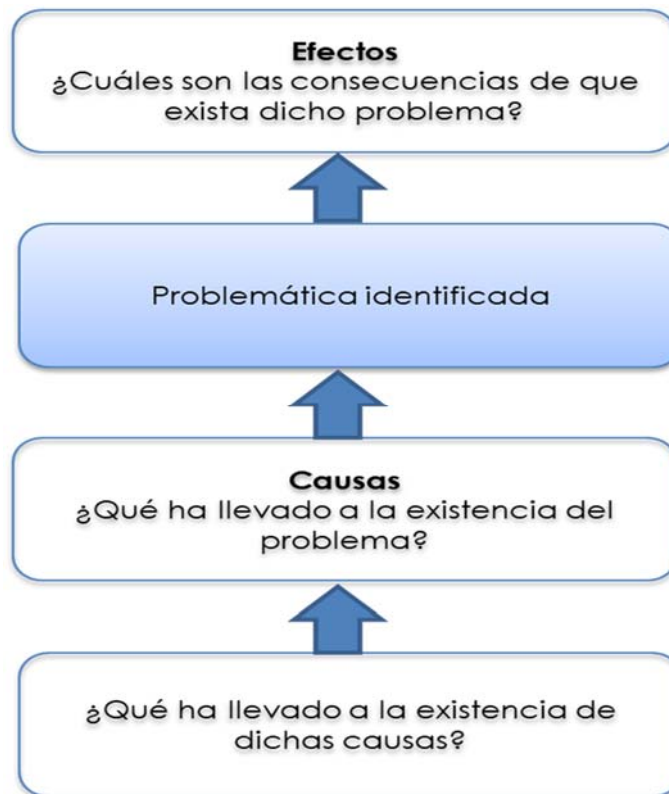 Efectos
¿Cuáles son las consecuencias de que
exista dicho problema?
Problemática identificada
Causas
¿Qué ha llevado a la existencia del
problema?
¿Qué ha llevado a la existencia de
dichas causas?